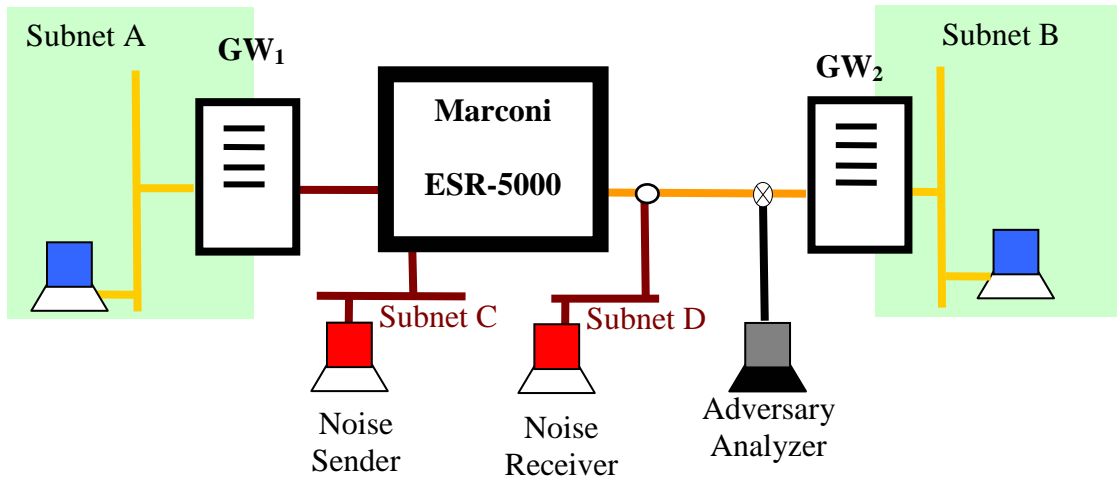 Subnet A
GW1
Marconi
ESR-5000
GW2
Subnet B
Subnet C
Subnet D
Noise
Sender
Noise
Receiver
Adversary
Analyzer